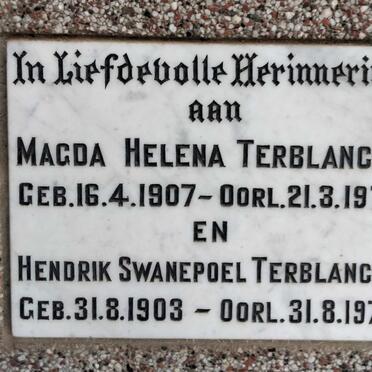 In Liefdevolle Herinneri
aan
MAGDA HELENA TERBLANC
GEB.16.4.1907-OORL.21.3.19
EN
HENDRIK SWANEPOEL TERBLANC
GEB.31.8.1903 - OORL.31.8.197